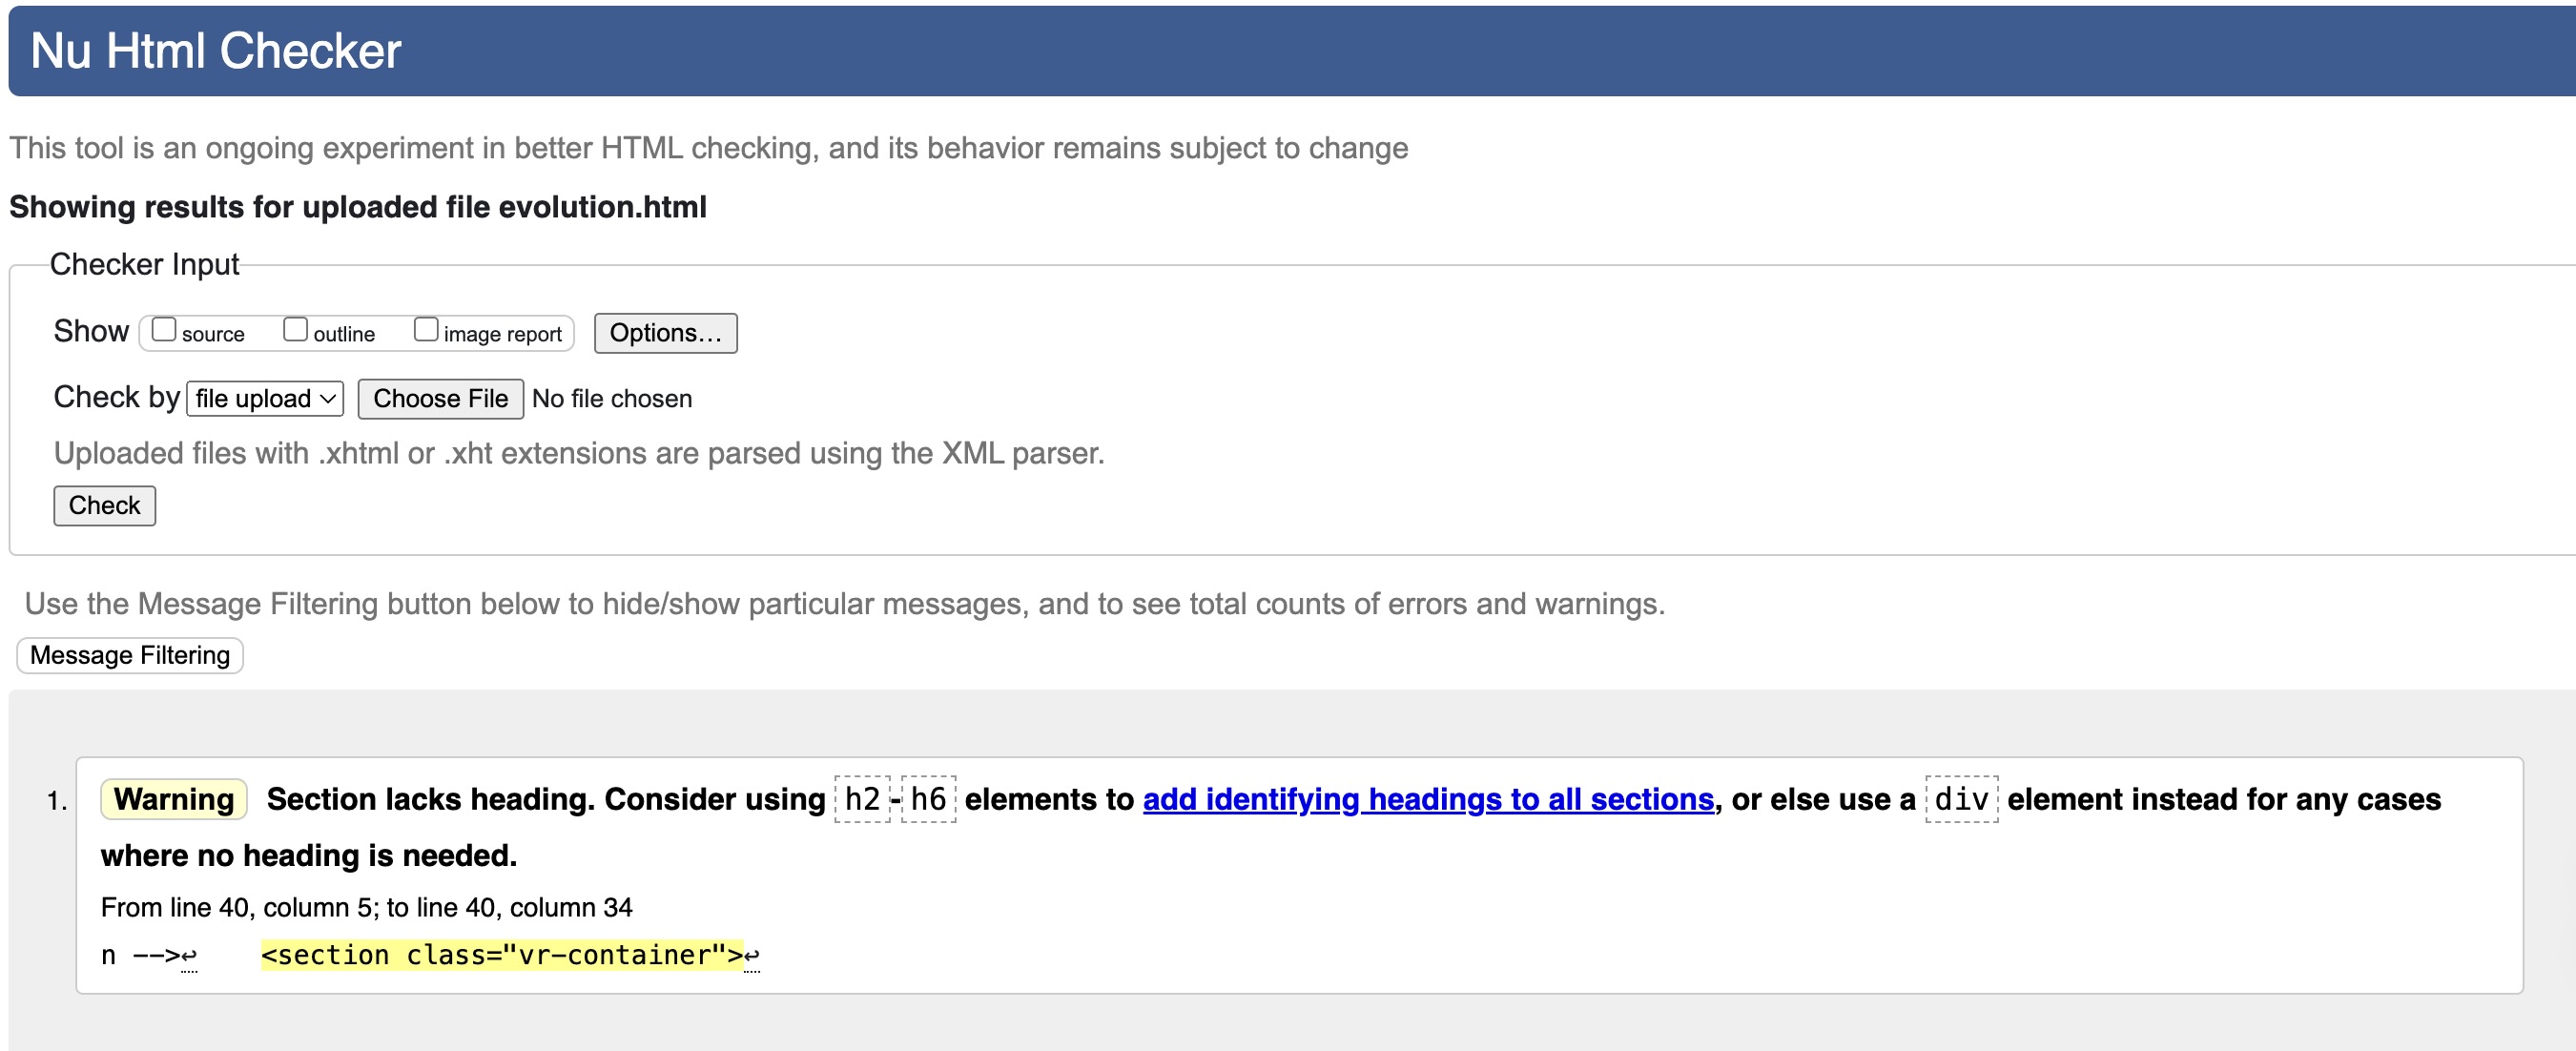 Nu Html Checker
This tool is an ongoing experiment in better HTML checking, and its behavior remains subject to change
Showing results for uploaded file evolution.html
Checker Input
Show source outline image report Options...
Check by file upload Choose File No file chosen
Uploaded files with .xhtml or .xht extensions are parsed using the XML parser.
Check
Use the Message Filtering button below to hide/show particular messages, and to see total counts of errors and warnings.
Message Filtering
1. Warning Section lacks heading. Consider using h2-h6 elements to add identifying headings to all sections, or else use a div element instead for any cases
where no heading is needed.
From line 40, column 5; to line 40, column 34
n -->↩ <section class="vr-container">↩